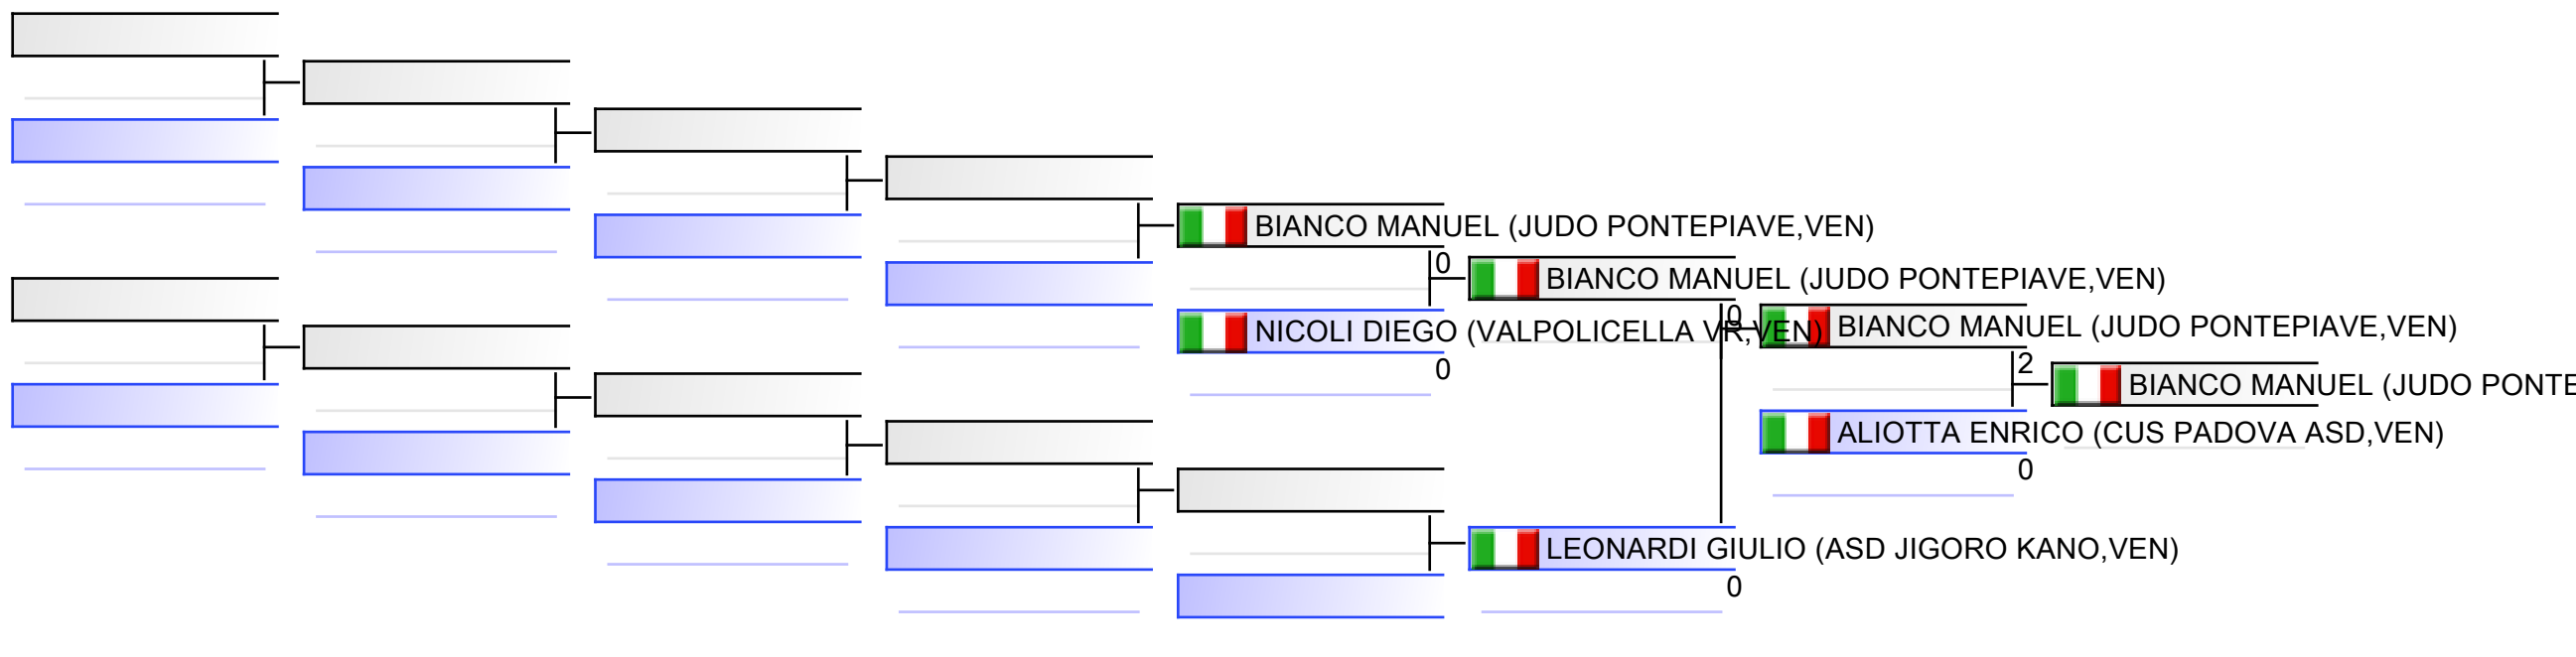 BIANCO MANUEL (JUDO PONTEPIAVE,VEN)
0
BIANCO MANUEL (JUDO PONTEPIAVE,VEN)
NICOLI DIEGO (VALPOLICELLA VR,VEN)
0
0
BIANCO MANUEL (JUDO PONTEPIAVE,VEN)
2
BIANCO MANUEL (JUDO PONTE
ALIOTTA ENRICO (CUS PADOVA ASD,VEN)
0
LEONARDI GIULIO (ASD JIGORO KANO,VEN)
0